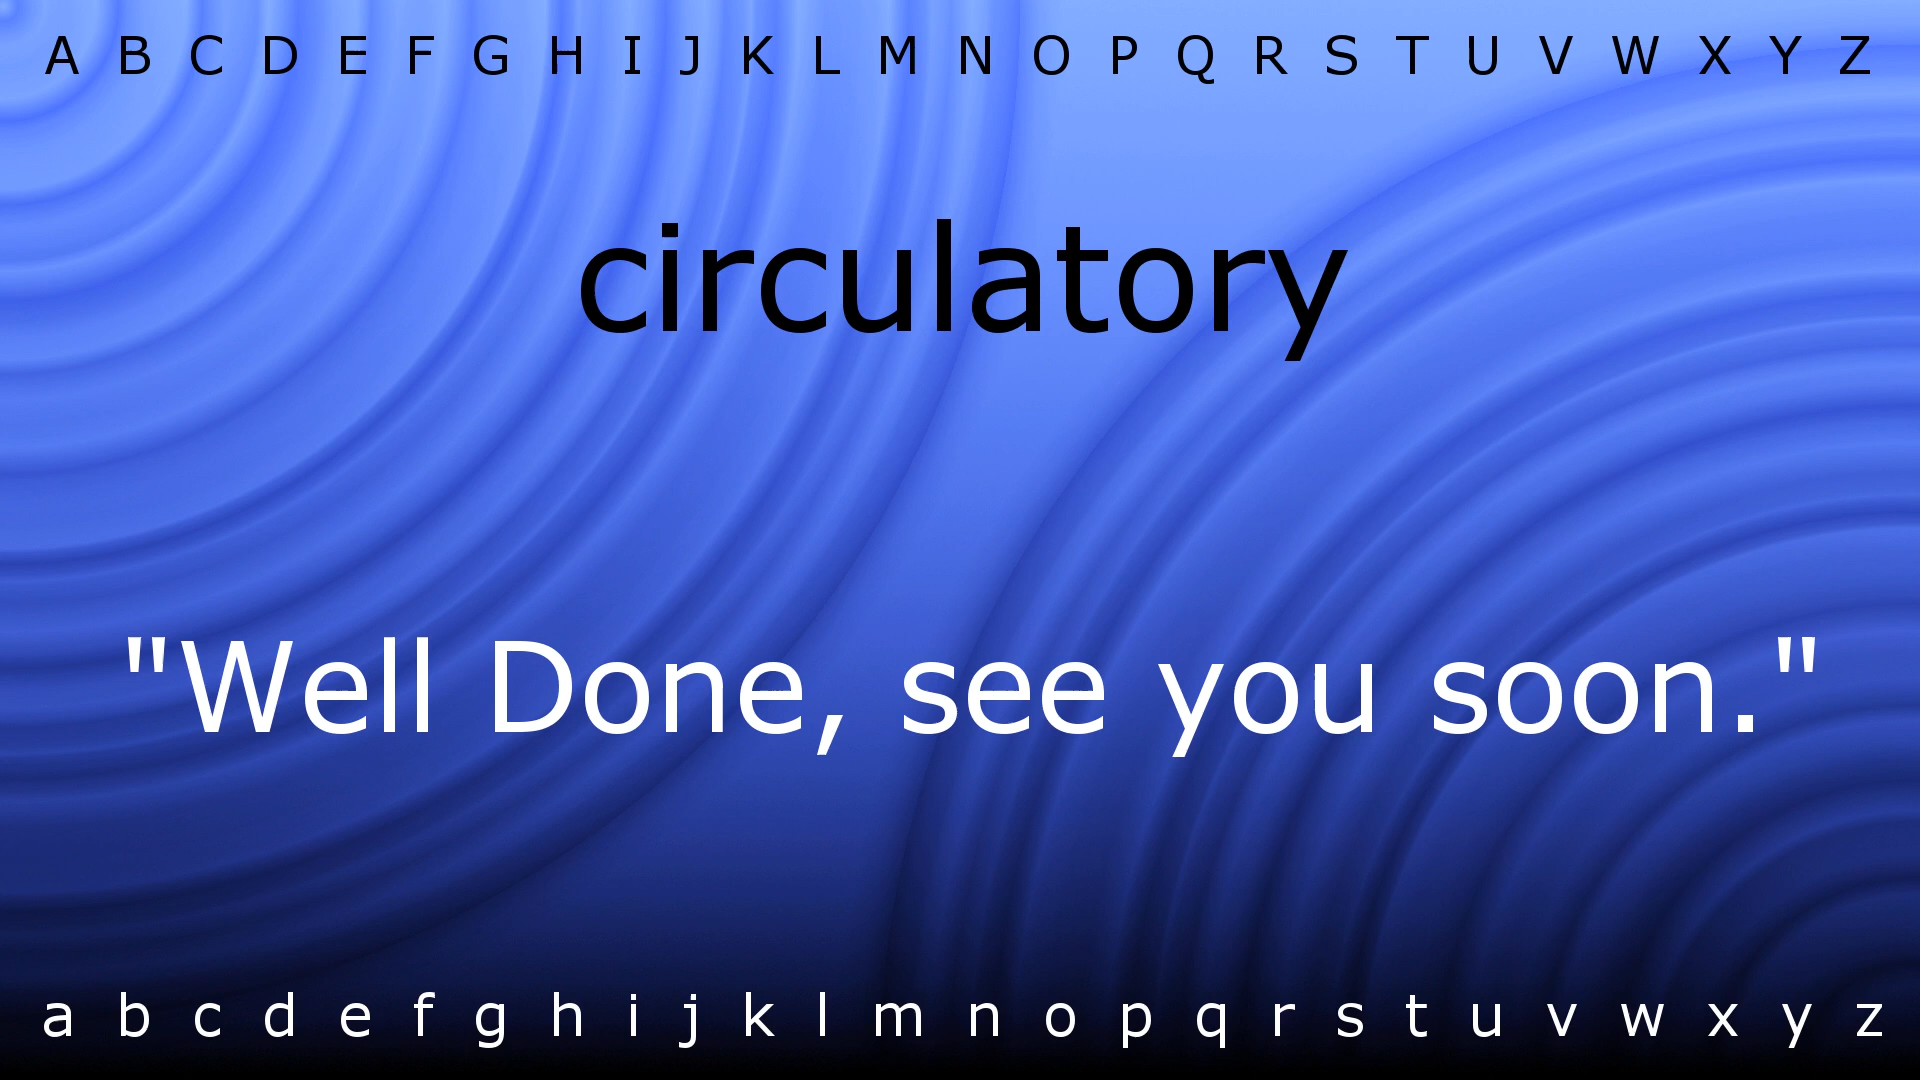 A B C D E F G H I J K L M N O P Q R S T U V W X Y Z
circulatory
"Well Done, see you soon."
a b c d e f g h i j k l m n o p q r s t u v w x y z